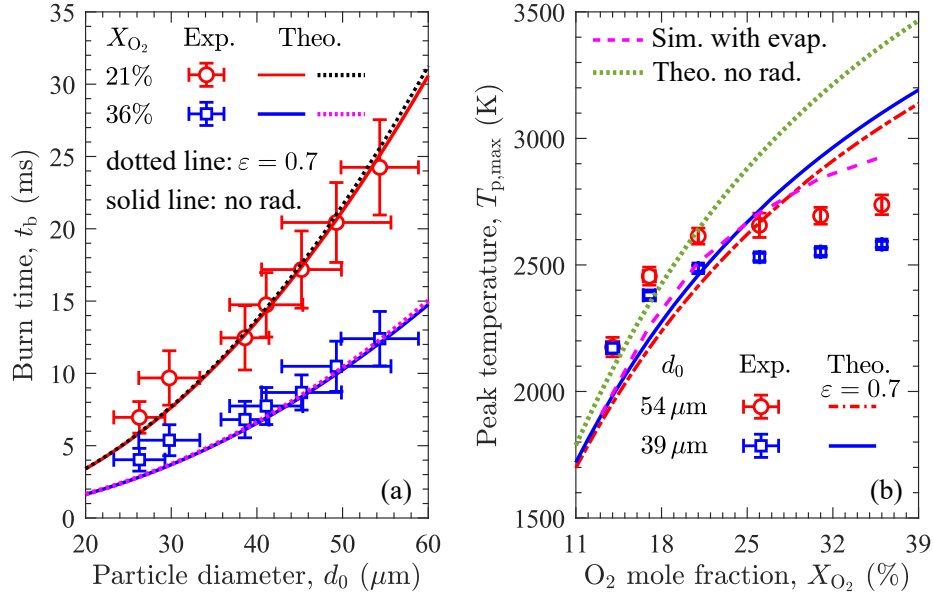 35
30
25
20
15
10
5
0
20 30 40 50 60
Burn time, t_b (ms)
Particle diameter, d_0 (μm)
X_O₂ Exp. Theo.
21%
36%
dotted line: ε = 0.7
solid line: no rad.
(a)
3500
3000
2500
2000
1500
11 18 25 32 39
Peak temperature, T_p,max (K)
O₂ mole fraction, X_O₂ (%)
Sim. with evap.
Theo. no rad.
d_0 Exp. Theo.
ε = 0.7
54 μm
39 μm
(b)